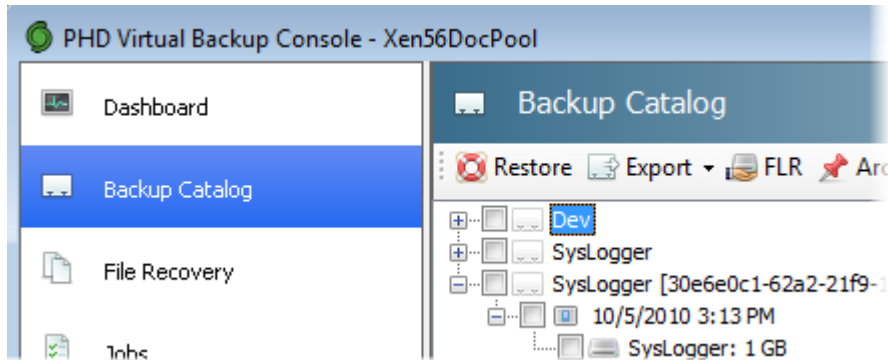 PHD Virtual Backup Console - Xen56DocPool
Dashboard
Backup Catalog
File Recovery
Jobs
Backup Catalog
Restore Export FLR
Dev
SysLogger
SysLogger [30e6e0c1-62a2-21f9-
10/5/2010 3:13 PM
SysLogger: 1 GB